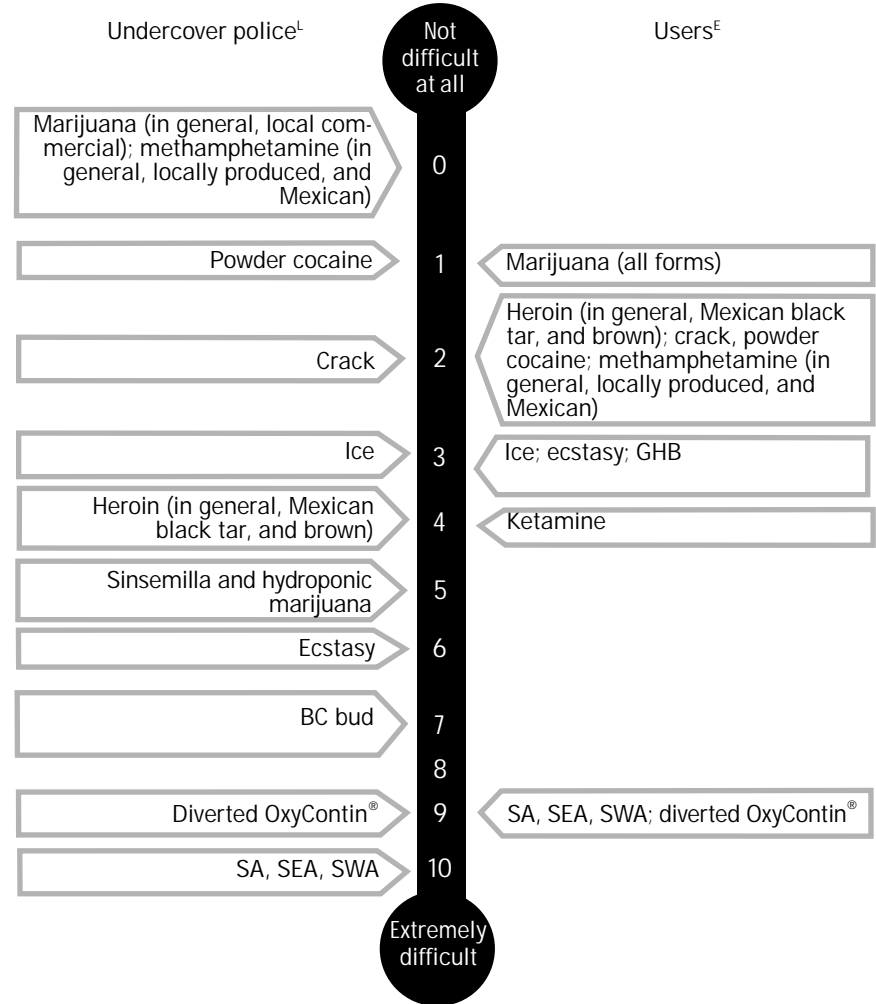 Undercover policeᴸ
Not
difficult
at all
Usersᴱ
Marijuana (in general, local com-
mercial); methamphetamine (in
general, locally produced, and
Mexican)
0
Powder cocaine
1
Marijuana (all forms)
Crack
2
Heroin (in general, Mexican black
tar, and brown); crack, powder
cocaine; methamphetamine (in
general, locally produced, and
Mexican)
Ice
3
Ice; ecstasy; GHB
Heroin (in general, Mexican
black tar, and brown)
4
Ketamine
Sinsemilla and hydroponic
marijuana
5
Ecstasy
6
BC bud
7
8
Diverted OxyContin®
9
SA, SEA, SWA; diverted OxyContin®
SA, SEA, SWA
10
Extremely
difficult